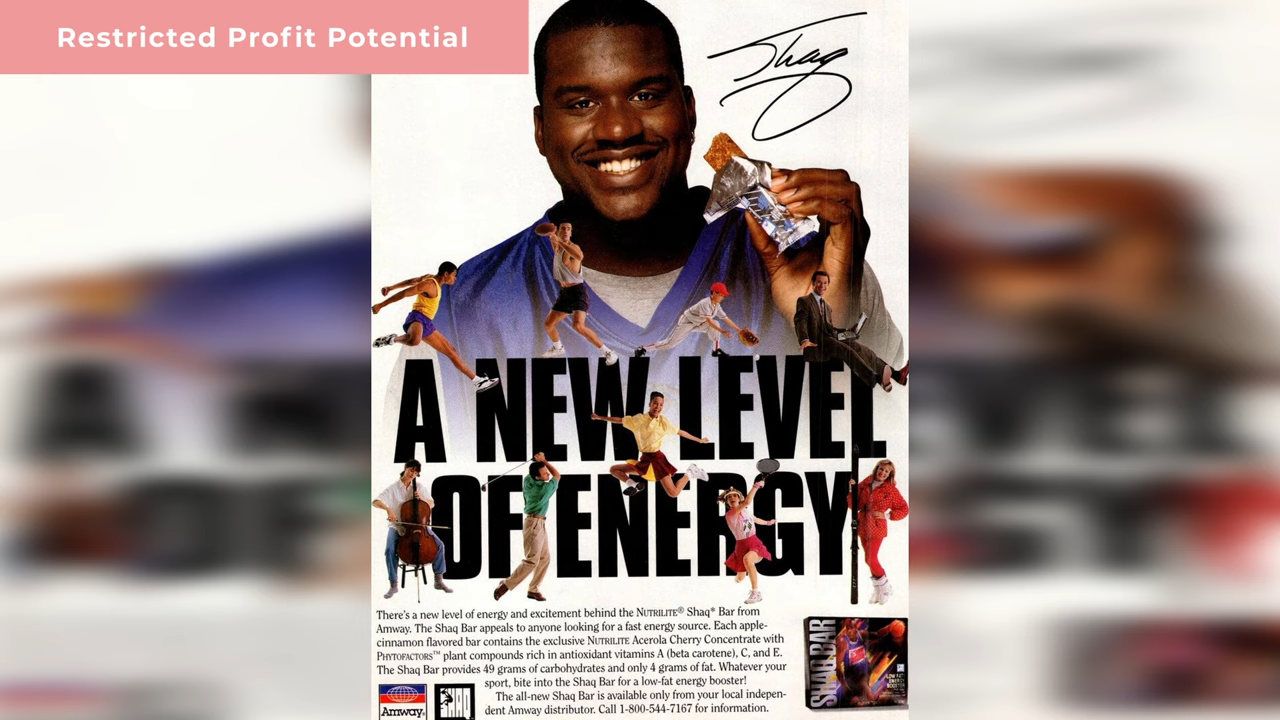 Restricted Profit Potential
Shaq
A NEW LEVEL
OF ENERGY
There's a new level of energy and excitement behind the NUTRILITE® Shaq* Bar from
Amway. The Shaq Bar appeals to anyone looking for a fast energy source. Each apple-
cinnamon flavored bar contains the exclusive NUTRILITE Acerola Cherry Concentrate with
PHYTOFACTORS™ plant compounds rich in antioxidant vitamins A (beta carotene), C, and E.
The Shaq Bar provides 49 grams of carbohydrates and only 4 grams of fat. Whatever your
sport, bite into the Shaq Bar for a low-fat energy booster!
The all-new Shaq Bar is available only from your local indepen-
dent Amway distributor. Call 1-800-544-7167 for information.
Amway
SHAQ
SHAQ BAR
LOW FAT
ENERGY
BOOSTER